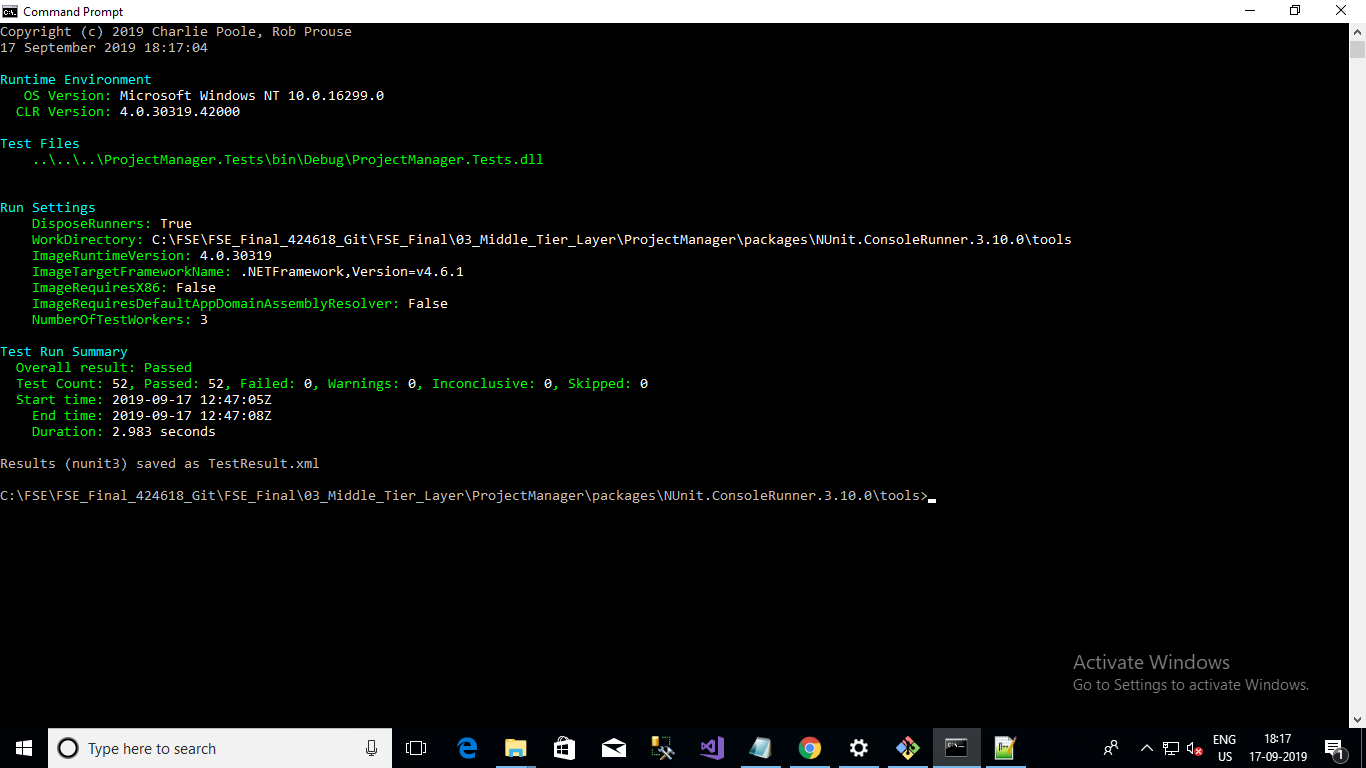 Command Prompt
Copyright (c) 2019 Charlie Poole, Rob Prouse
17 September 2019 18:17:04
Runtime Environment
OS Version: Microsoft Windows NT 10.0.16299.0
CLR Version: 4.0.30319.42000
Test Files
..\..\..\ProjectManager.Tests\bin\Debug\ProjectManager.Tests.dll
Run Settings
DisposeRunners: True
WorkDirectory: C:\FSE\FSE_Final_424618_Git\FSE_Final\03_Middle_Tier_Layer\ProjectManager\packages\NUnit.ConsoleRunner.3.10.0\tools
ImageRuntimeVersion: 4.0.30319
ImageTargetFrameworkName: .NETFramework,Version=v4.6.1
ImageRequiresX86: False
ImageRequiresDefaultAppDomainAssemblyResolver: False
NumberOfTestWorkers: 3
Test Run Summary
Overall result: Passed
Test Count: 52, Passed: 52, Failed: 0, Warnings: 0, Inconclusive: 0, Skipped: 0
Start time: 2019-09-17 12:47:05Z
End time: 2019-09-17 12:47:08Z
Duration: 2.983 seconds
Results (nunit3) saved as TestResult.xml
C:\FSE\FSE_Final_424618_Git\FSE_Final\03_Middle_Tier_Layer\ProjectManager\packages\NUnit.ConsoleRunner.3.10.0\tools>
Activate Windows
Go to Settings to activate Windows.
Type here to search
ENG
US
18:17
17-09-2019
1